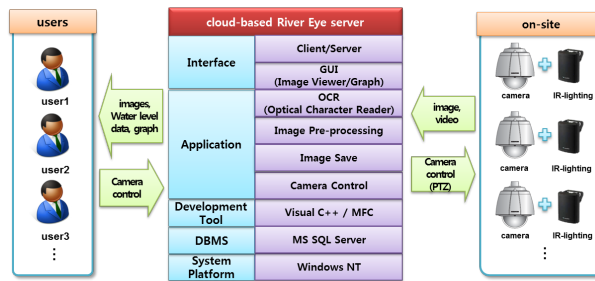 users
user1
user2
user3
images,
Water level
data, graph
Camera
control
cloud-based River Eye server
Interface
Client/Server
GUI
(Image Viewer/Graph)
Application
OCR
(Optical Character Reader)
Image Pre-processing
Image Save
Camera Control
Development
Tool
Visual C++ / MFC
DBMS
MS SQL Server
System
Platform
Windows NT
image,
video
Camera
control
(PTZ)
on-site
camera IR-lighting
camera IR-lighting
camera IR-lighting